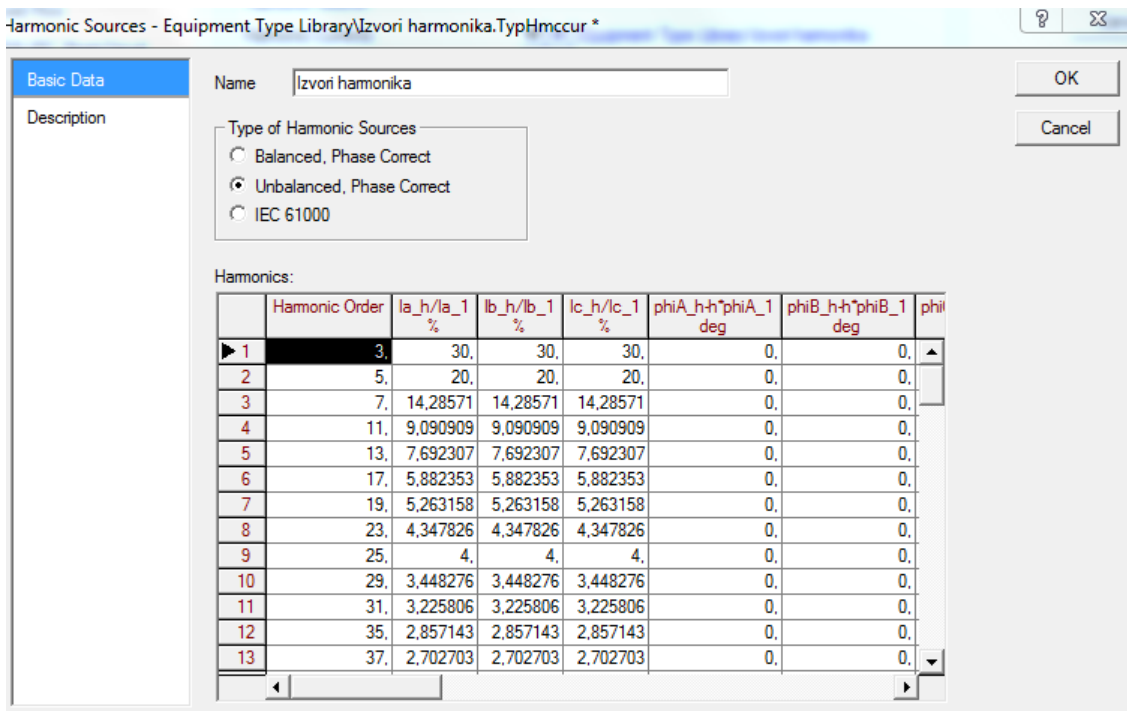 Harmonic Sources - Equipment Type Library\Izvori harmonika.TypHmccur *
Basic Data
Description
Name Izvori harmonika
OK
Cancel
Type of Harmonic Sources
Balanced, Phase Correct
Unbalanced, Phase Correct
IEC 61000
Harmonics:
Harmonic Order Ia_h/Ia_1 % Ib_h/Ib_1 % Ic_h/Ic_1 % phiA_h-h*phiA_1 deg phiB_h-h*phiB_1 deg
1 3, 30, 30, 30, 0, 0,
2 5, 20, 20, 20, 0, 0,
3 7, 14,28571 14,28571 14,28571 0, 0,
4 11, 9,090909 9,090909 9,090909 0, 0,
5 13, 7,692307 7,692307 7,692307 0, 0,
6 17, 5,882353 5,882353 5,882353 0, 0,
7 19, 5,263158 5,263158 5,263158 0, 0,
8 23, 4,347826 4,347826 4,347826 0, 0,
9 25, 4, 4, 4, 0, 0,
10 29, 3,448276 3,448276 3,448276 0, 0,
11 31, 3,225806 3,225806 3,225806 0, 0,
12 35, 2,857143 2,857143 2,857143 0, 0,
13 37, 2,702703 2,702703 2,702703 0, 0,